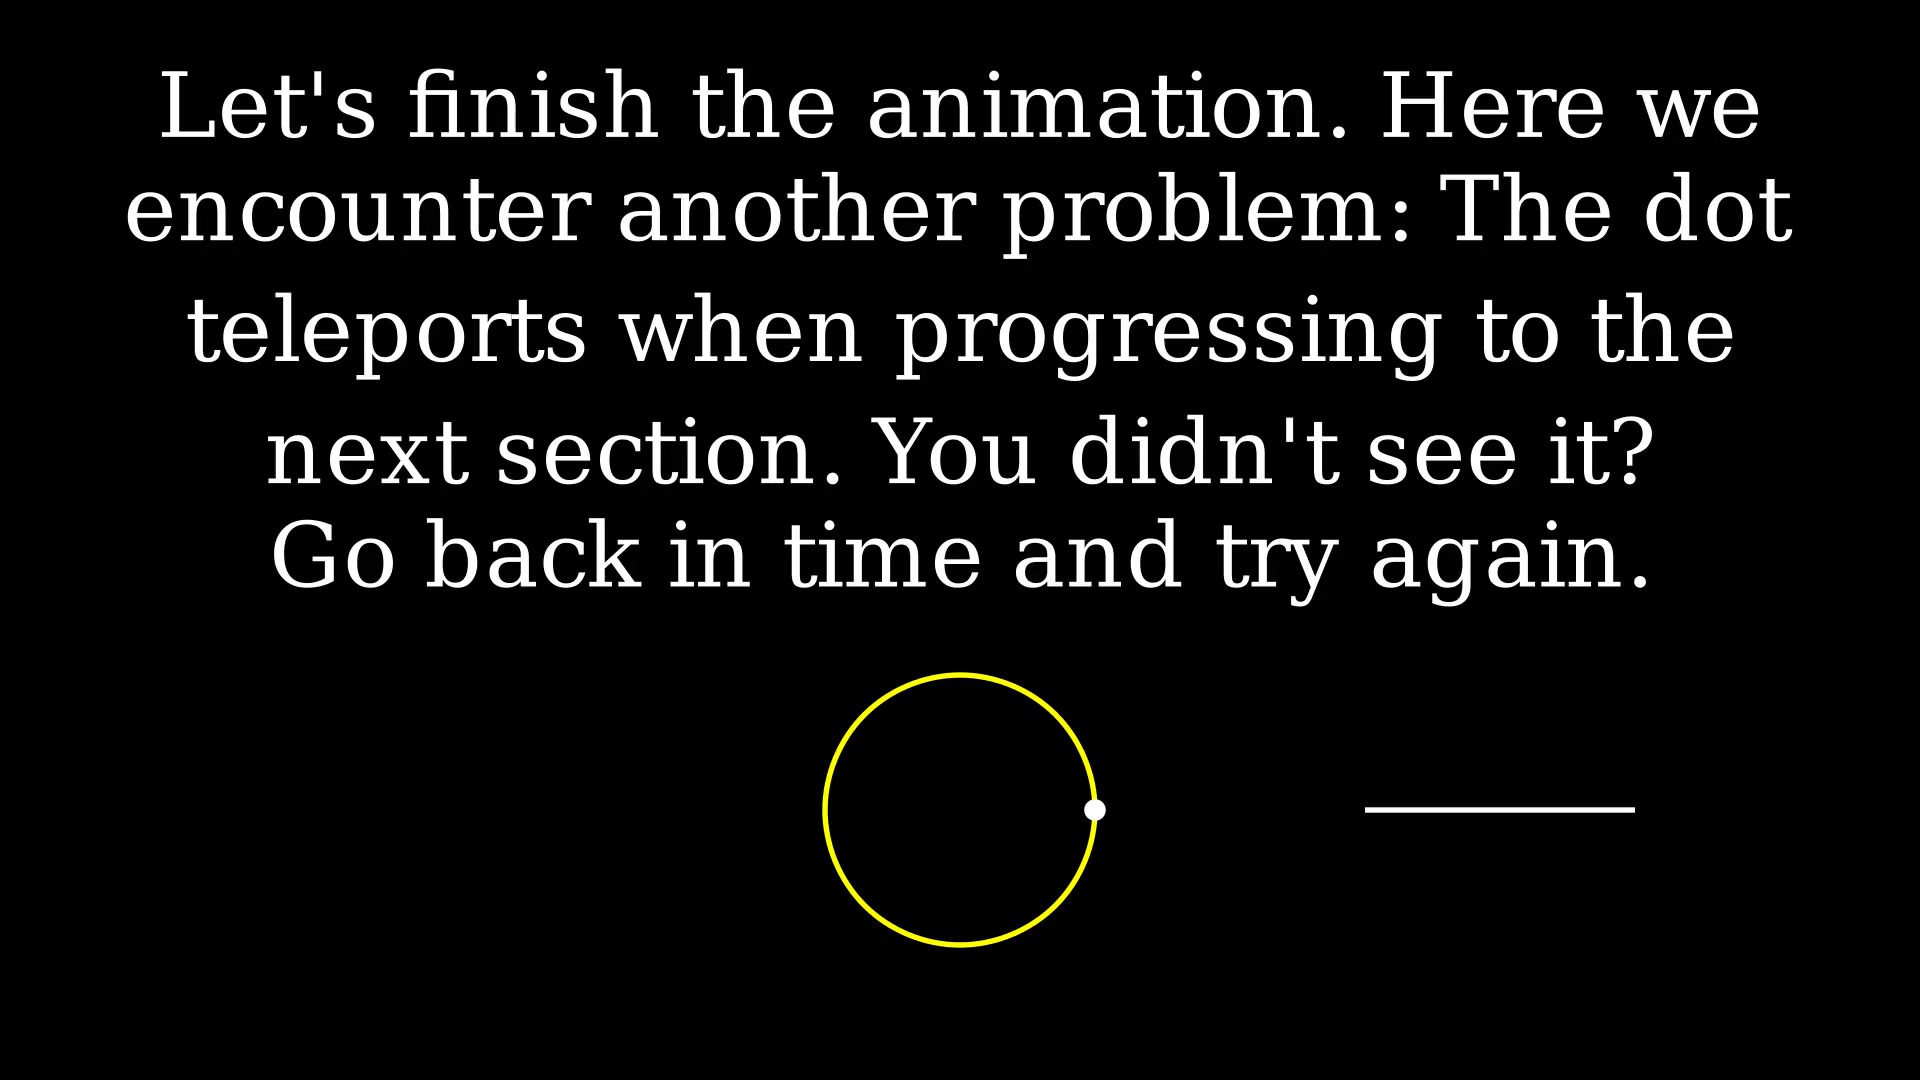 Let's finish the animation. Here we
encounter another problem: The dot
teleports when progressing to the
next section. You didn't see it?
Go back in time and try again.